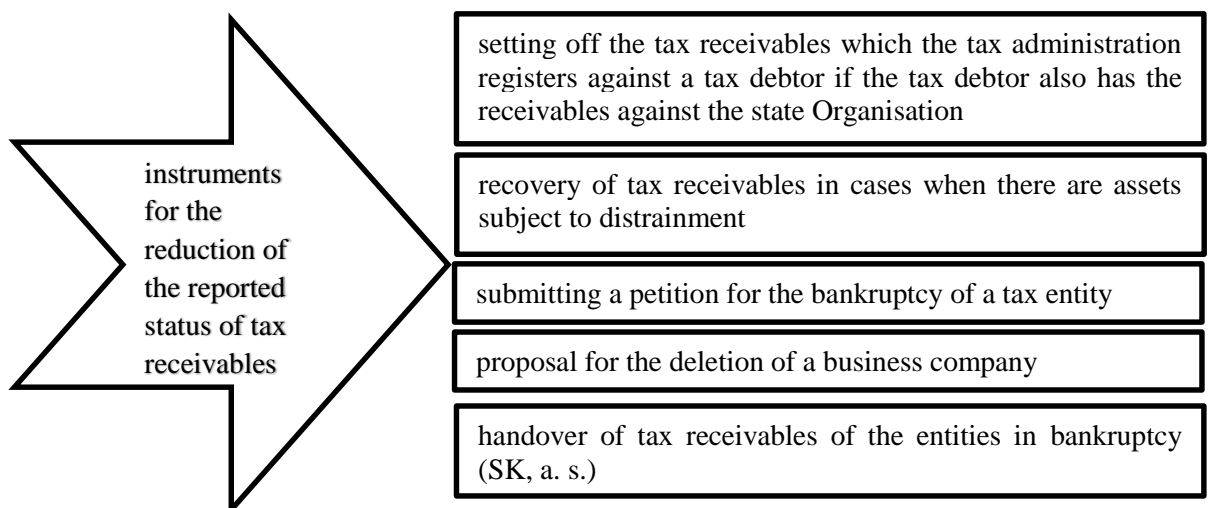 instruments
for the
reduction of
the reported
status of tax
receivables
setting off the tax receivables which the tax administration
registers against a tax debtor if the tax debtor also has the
receivables against the state Organisation
recovery of tax receivables in cases when there are assets
subject to distrainment
submitting a petition for the bankruptcy of a tax entity
proposal for the deletion of a business company
handover of tax receivables of the entities in bankruptcy
(SK, a. s.)